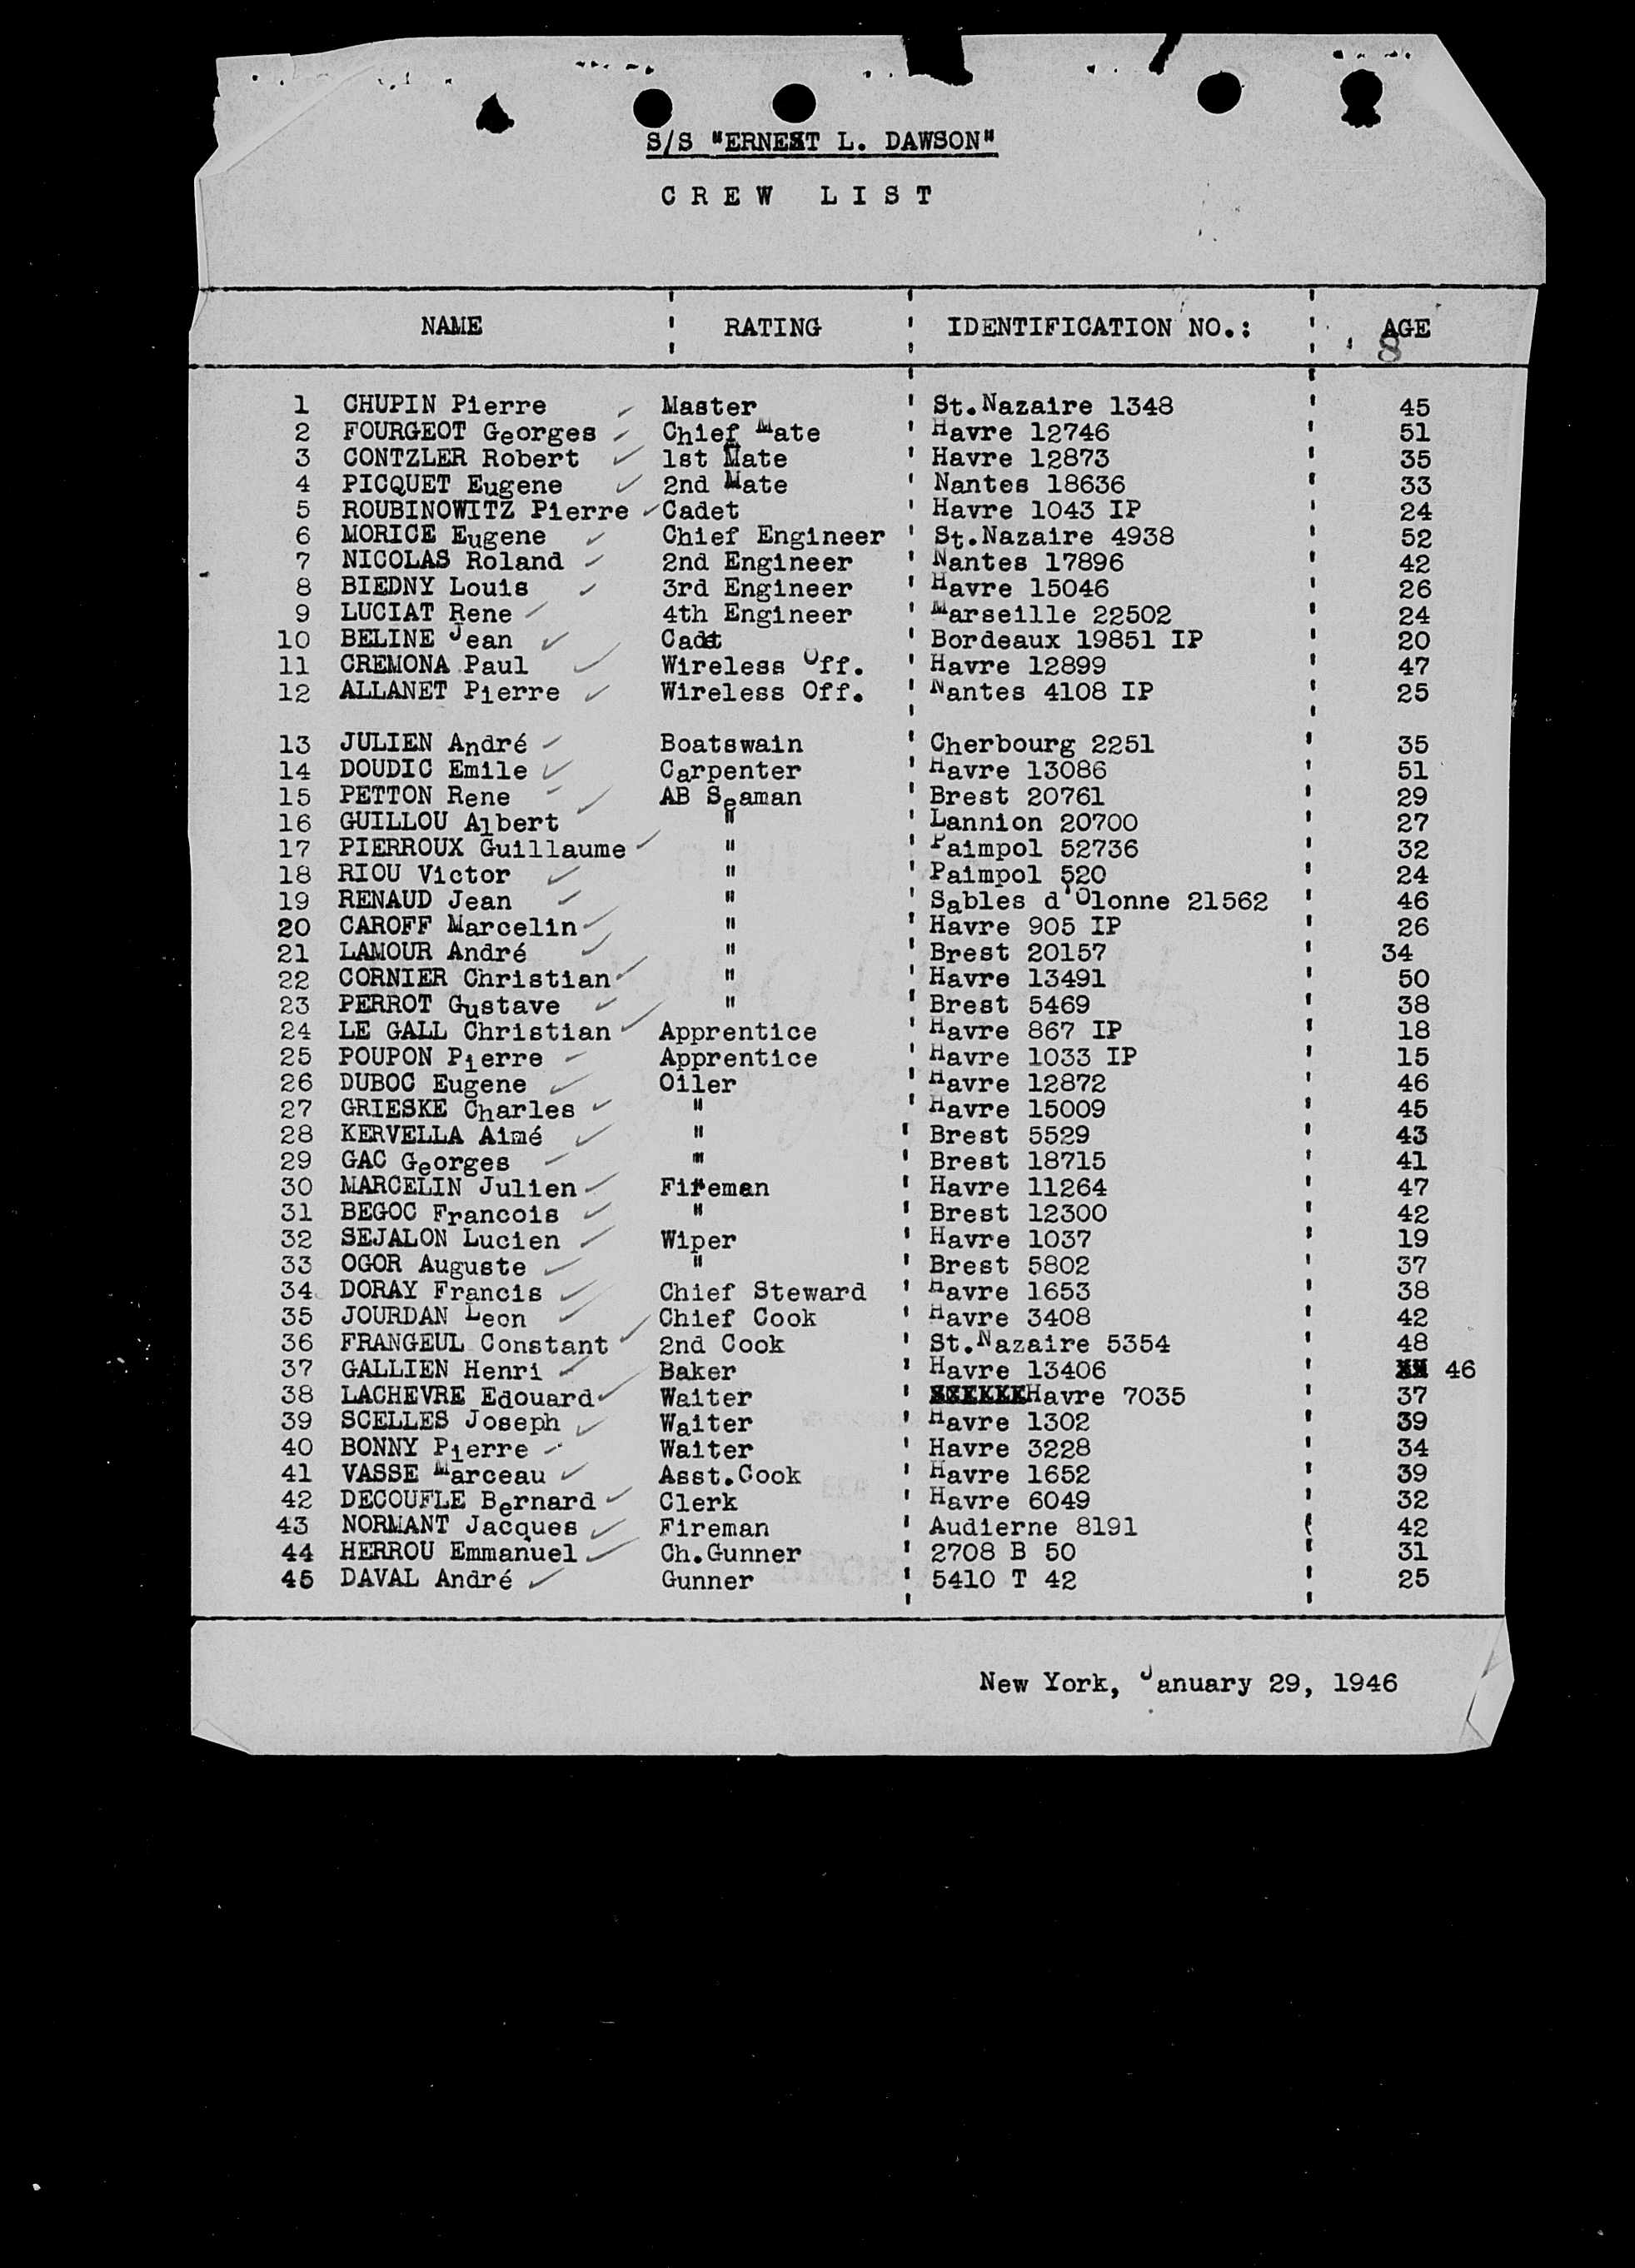 S/S "ERNEST L. DAWSON"
CREW LIST
NAME RATING IDENTIFICATION NO.: AGE
8
1 CHUPIN Pierre Master St.Nazaire 1348 45
2 FOURGEOT Georges Chief Mate Havre 12746 51
3 CONTZLER Robert 1st Mate Havre 12873 35
4 PICQUET Eugene 2nd Mate Nantes 18636 33
5 ROUBINOWITZ Pierre Cadet Havre 1043 IP 24
6 MORICE Eugene Chief Engineer St.Nazaire 4938 52
7 NICOLAS Roland 2nd Engineer Nantes 17896 42
8 BIEDNY Louis 3rd Engineer Havre 15046 26
9 LUCIAT Rene 4th Engineer Marseille 22502 24
10 BELINE Jean Cadt Bordeaux 19851 IP 20
11 CREMONA Paul Wireless Off. Havre 12899 47
12 ALLANET Pierre Wireless Off. Nantes 4108 IP 25
13 JULIEN André Boatswain Cherbourg 2251 35
14 DOUDIC Emile Carpenter Havre 13086 51
15 PETTON Rene AB Seaman Brest 20761 29
16 GUILLOU Albert " Lannion 20700 27
17 PIERROUX Guillaume " Paimpol 52736 32
18 RIOU Victor " Paimpol 520 24
19 RENAUD Jean " Sables d'Olonne 21562 46
20 CAROFF Marcelin " Havre 905 IP 26
21 LAMOUR André " Brest 20157 34
22 CORNIER Christian " Havre 13491 50
23 PERROT Gustave " Brest 5469 38
24 LE GALL Christian Apprentice Havre 867 IP 18
25 POUPON Pierre Apprentice Havre 1033 IP 15
26 DUBOC Eugene Oiler Havre 12872 46
27 GRIESKE Charles " Havre 15009 45
28 KERVELLA Aimé " Brest 5529 43
29 GAC Georges " Brest 18715 41
30 MARCELIN Julien Fireman Havre 11264 47
31 BEGOC Francois " Brest 12300 42
32 SEJALON Lucien Wiper Havre 1037 19
33 OGOR Auguste " Brest 5802 37
34 DORAY Francis Chief Steward Havre 1653 38
35 JOURDAN Leon Chief Cook Havre 3408 42
36 FRANGEUL Constant 2nd Cook St.Nazaire 5354 48
37 GALLIEN Henri Baker Havre 13406 46
38 LACHEVRE Edouard Waiter Havre 7035 37
39 SCELLES Joseph Waiter Havre 1302 39
40 BONNY Pierre Waiter Havre 3228 34
41 VASSE Marceau Asst.Cook Havre 1652 39
42 DECOUFLE Bernard Clerk Havre 6049 32
43 NORMANT Jacques Fireman Audierne 8191 42
44 HERROU Emmanuel Ch.Gunner 2708 B 50 31
45 DAVAL André Gunner 5410 T 42 25
New York, January 29, 1946